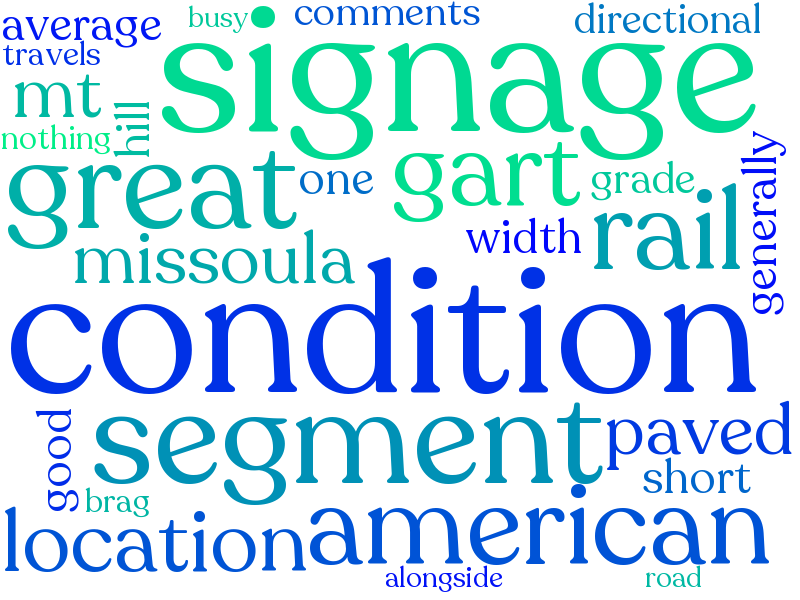 average
busy
comments
directional
travels
signage
mt
hill
nothing
great
one
gart
grade
generally
missoula
width
rail
condition
good
segment
paved
short
brag
location
american
alongside
road